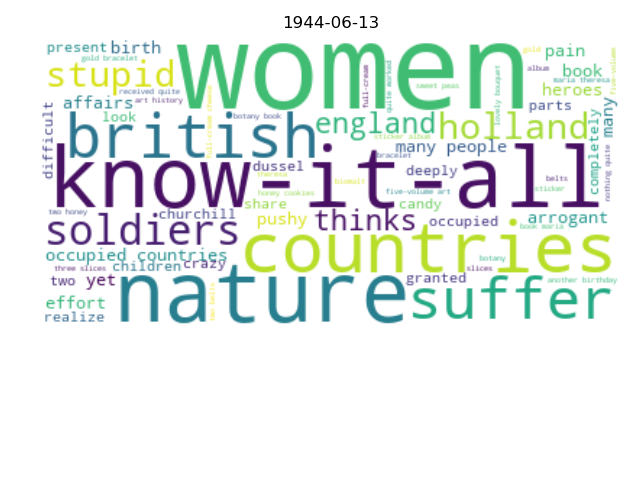 1944-06-13
present birth women gold pain
gold bracelet album
stupid full-cream quite worked sweet peas book maria theresa five-volume
received quite heroes
affairs art history lovely bouquet parts many
difficult look botany book england holland completely
british sticker album many people nothing quite
know-it-all
dussel bracelet deeply belts
theresa biomalt sticker
honey cookies five-volume art
two honey share candy
soldiers churchill pushy thinks occupied arrogant
book maria
occupied countries countries botany
three slices children crazy slices
two yet nature granted another birthday
effort two belts suffer
realize